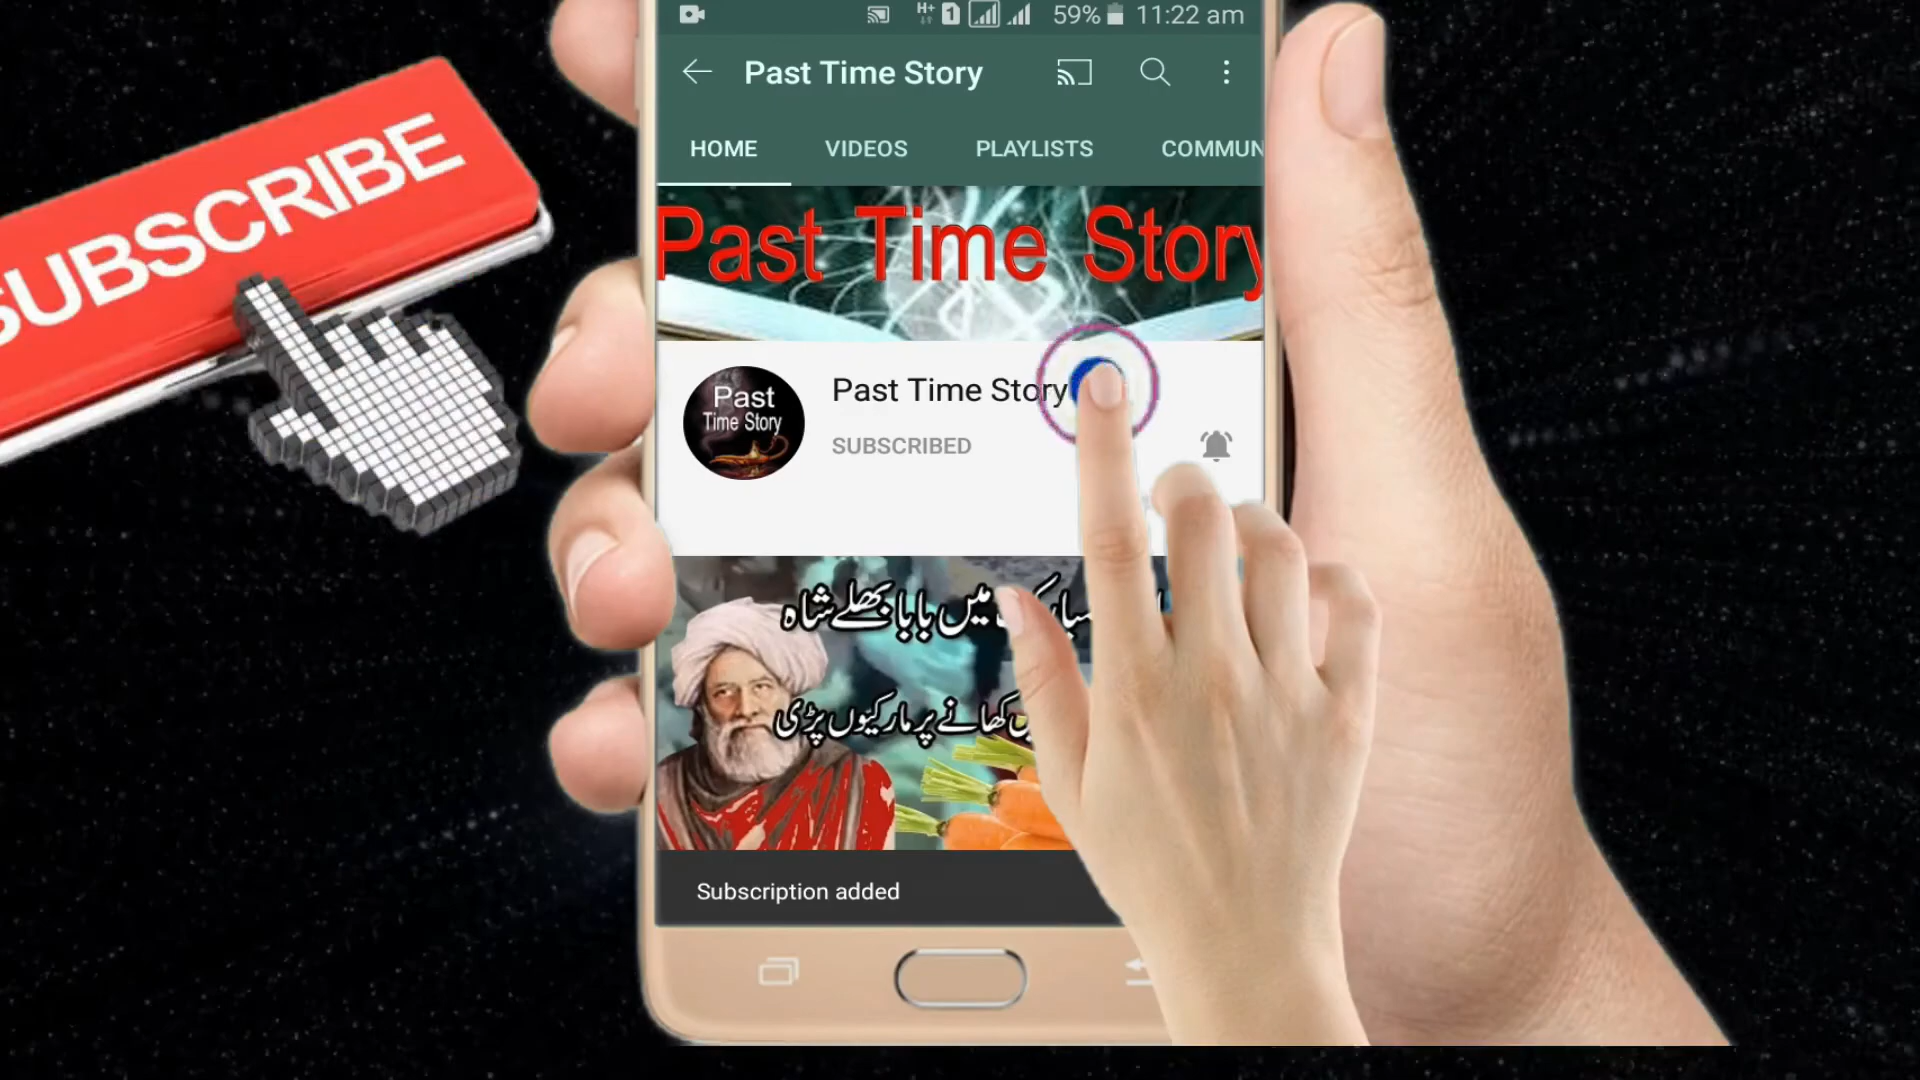 SUBSCRIBE
59% 11:22 am
Past Time Story
HOME VIDEOS PLAYLISTS COMMUN
Past Time Story
Past
Time Story
Past Time Story
SUBSCRIBED
میں بابا بھلے شاہ
کھانے پر مار کیوں پڑی
Subscription added